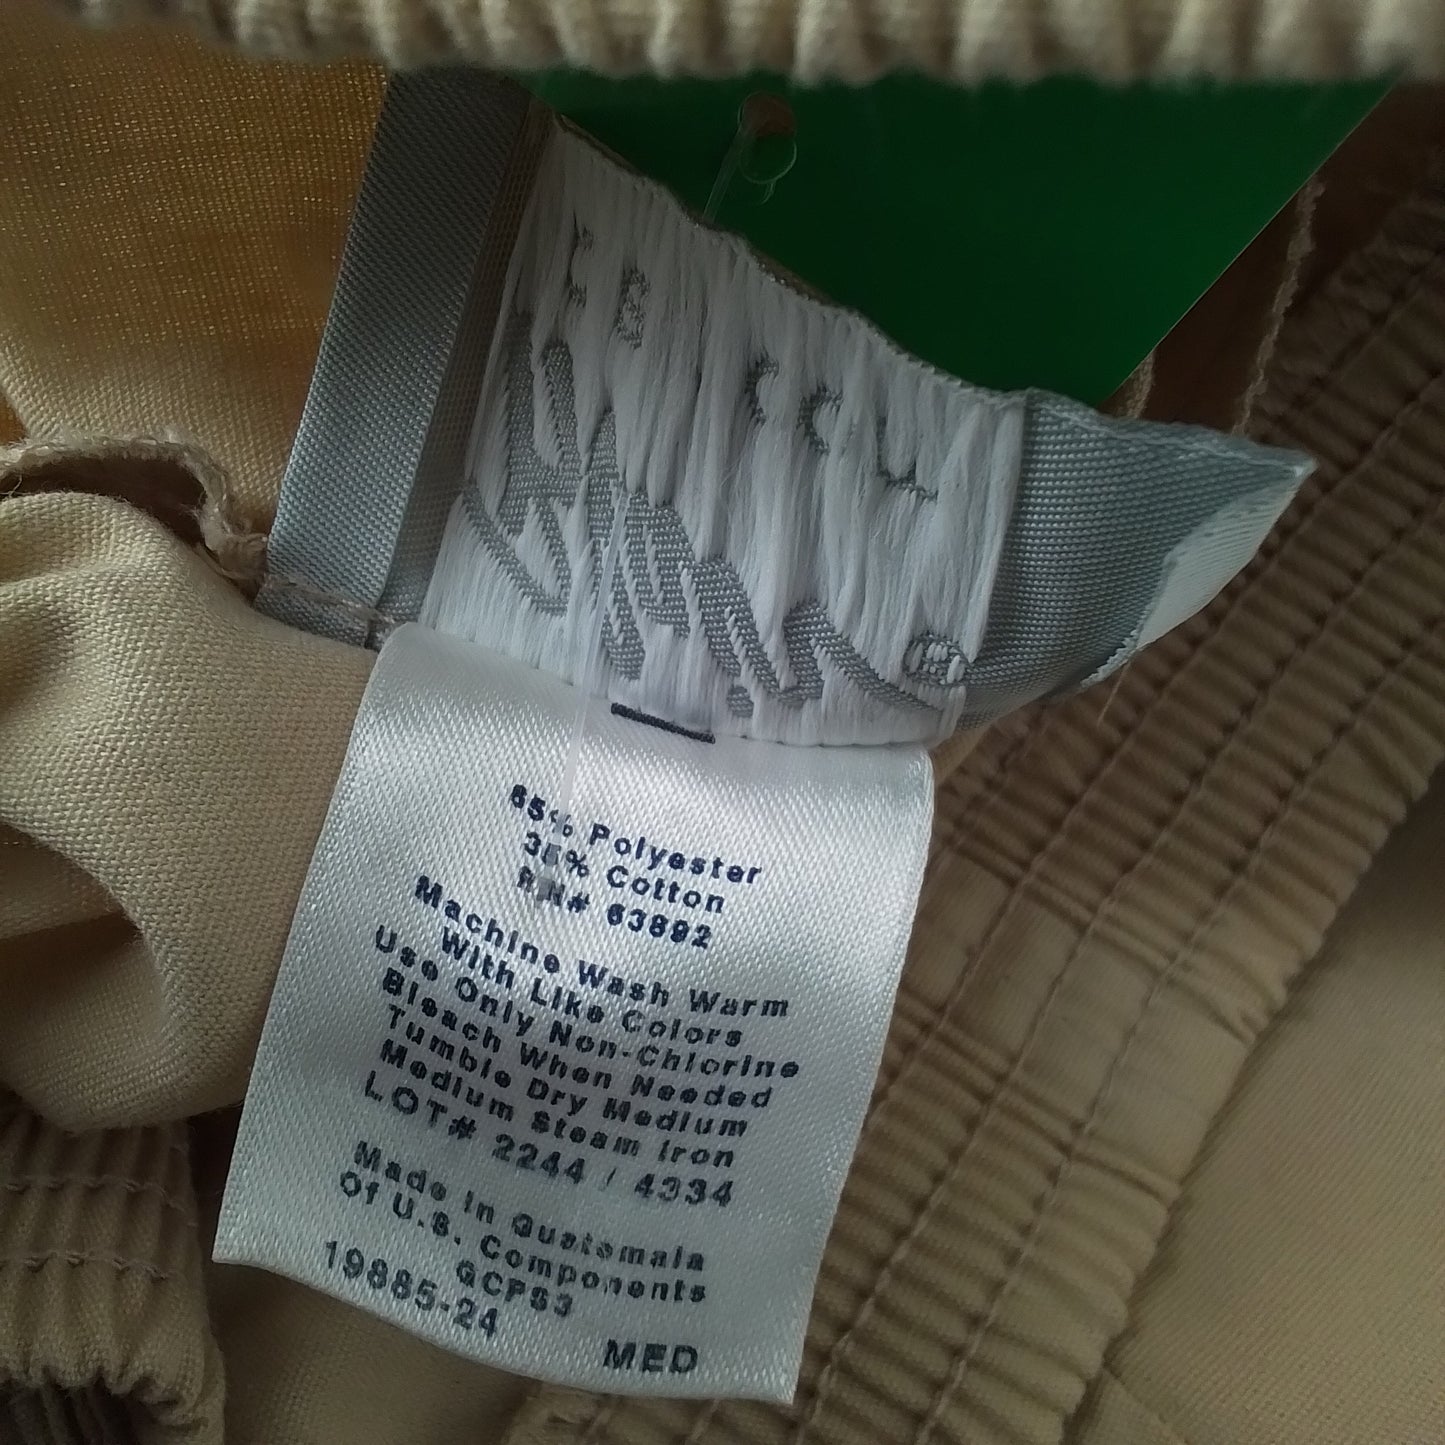 65% Polyester
35% Cotton
RN# 63892
Machine Wash Warm
With Like Colors
Use Only Non-Chlorine
Bleach When Needed
Tumble Dry Medium
Medium Steam Iron
LOT# 2244 / 4334
Made in Guatemala
Of U.S. Components
GCPS3
19885-24
MED